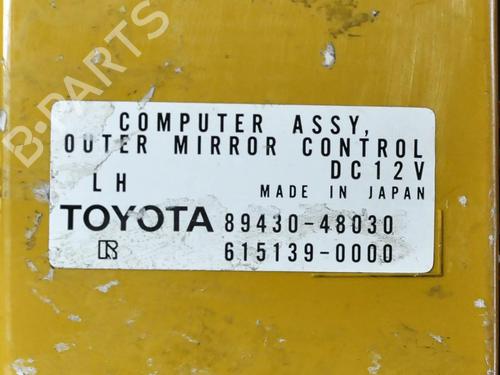 COMPUTER ASSY,
OUTER MIRROR CONTROL
DC12V
LH
MADE IN JAPAN
TOYOTA 89430-48030
R 615139-0000
B-PARTS